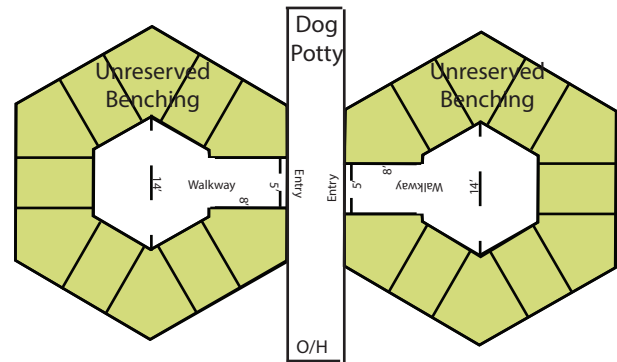 Dog
Potty
Unreserved
Benching
Unreserved
Benching
14'
Walkway
5'
8'
Entry
Entry
5'
8'
Walkway
14'
O/H